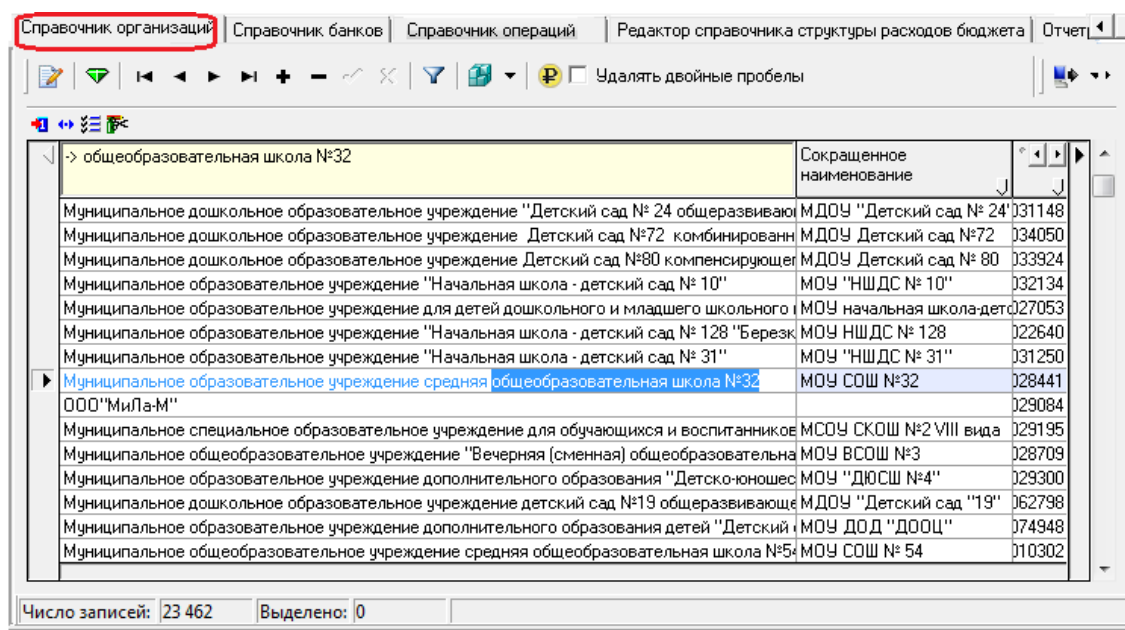 Справочник организаций Справочник банков Справочник операций Редактор справочника структуры расходов бюджета Отчет
Удалять двойные пробелы
-> общеобразовательная школа №32 Сокращенное
наименование
Муниципальное дошкольное образовательное учреждение "Детский сад № 24 общеразвиваю МДОУ "Детский сад № 24" 031148
Муниципальное дошкольное образовательное учреждение Детский сад №72 комбинированн МДОУ Детский сад №72 034050
Муниципальное дошкольное образовательное учреждение Детский сад №80 компенсирующег МДОУ Детский сад № 80 033924
Муниципальное образовательное учреждение "Начальная школа - детский сад № 10" МОУ "НШДС № 10" 032134
Муниципальное образовательное учреждение для детей дошкольного и младшего школьного МОУ начальная школа-дет 027053
Муниципальное образовательное учреждение "Начальная школа - детский сад № 128 "Березк МОУ НШДС № 128 022640
Муниципальное образовательное учреждение "Начальная школа - детский сад № 31" МОУ "НШДС № 31" 031250
Муниципальное образовательное учреждение средняя общеобразовательная школа №32 МОУ СОШ №32 028441
ООО"МиЛа-М" 029084
Муниципальное специальное образовательное учреждение для обучающихся и воспитанников МСОУ СКОШ №2 VIII вида 029195
Муниципальное общеобразовательное учреждение "Вечерняя (сменная) общеобразовательна МОУ ВСОШ №3 028709
Муниципальное образовательное учреждение дополнительного образования "Детско-юношес МОУ "ДЮСШ №4" 029300
Муниципальное дошкольное образовательное учреждение детский сад №19 общеразвивающе МДОУ "Детский сад "19" 062798
Муниципальное образовательное учреждение дополнительного образования детей "Детский МОУ ДОД "ДООЦ" 074948
Муниципальное общеобразовательное учреждение средняя общеобразовательная школа №54 МОУ СОШ № 54 010302
Число записей: 23 462 Выделено: 0